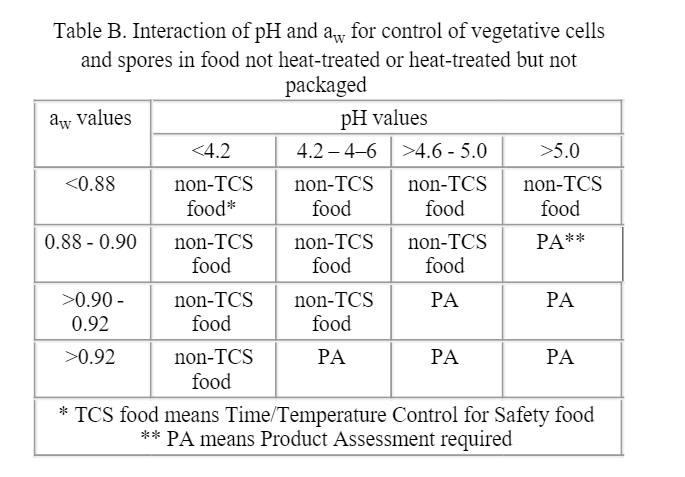 Table B. Interaction of pH and aw for control of vegetative cells
and spores in food not heat-treated or heat-treated but not
packaged
aw values
pH values
<4.2
4.2 – 4–6
>4.6 - 5.0
>5.0
<0.88
non-TCS
food*
non-TCS
food
non-TCS
food
non-TCS
food
0.88 - 0.90
non-TCS
food
non-TCS
food
non-TCS
food
PA**
>0.90 -
0.92
non-TCS
food
non-TCS
food
PA
PA
>0.92
non-TCS
food
PA
PA
PA
* TCS food means Time/Temperature Control for Safety food
** PA means Product Assessment required